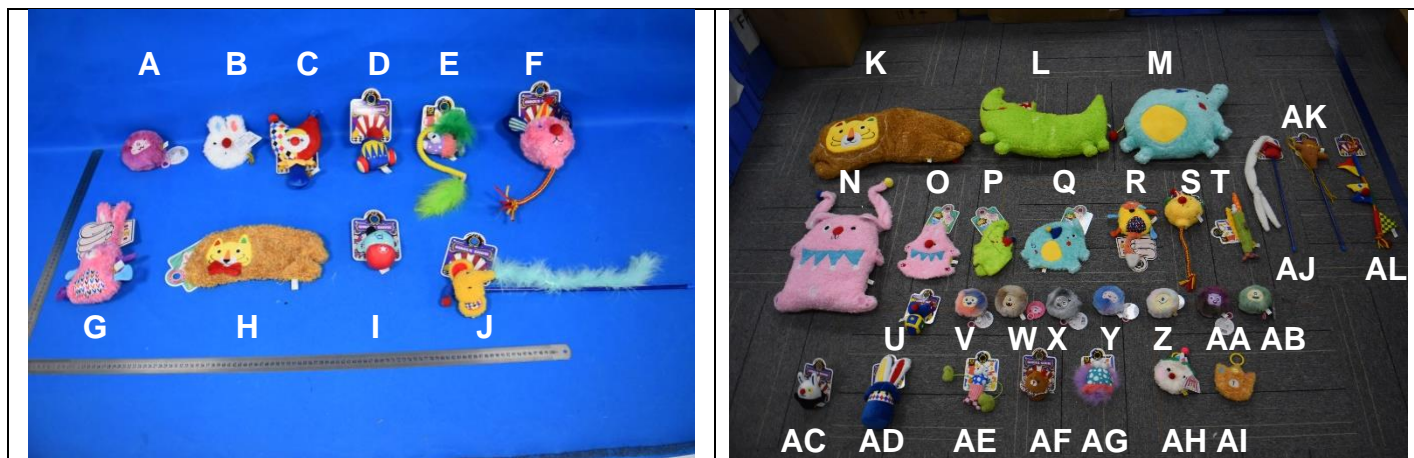 A B C D E F
G H I J
K L M
AK
N O P Q R S T
AJ AL
U V W X Y Z AA AB
AC AD AE AF AG AH AI